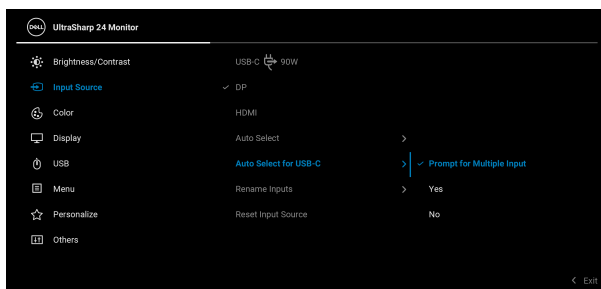 DELL UltraSharp 24 Monitor
Brightness/Contrast
Input Source
Color
Display
USB
Menu
Personalize
Others
USB-C 90W
DP
HDMI
Auto Select
Auto Select for USB-C
Rename Inputs
Reset Input Source
Prompt for Multiple Input
Yes
No
Exit